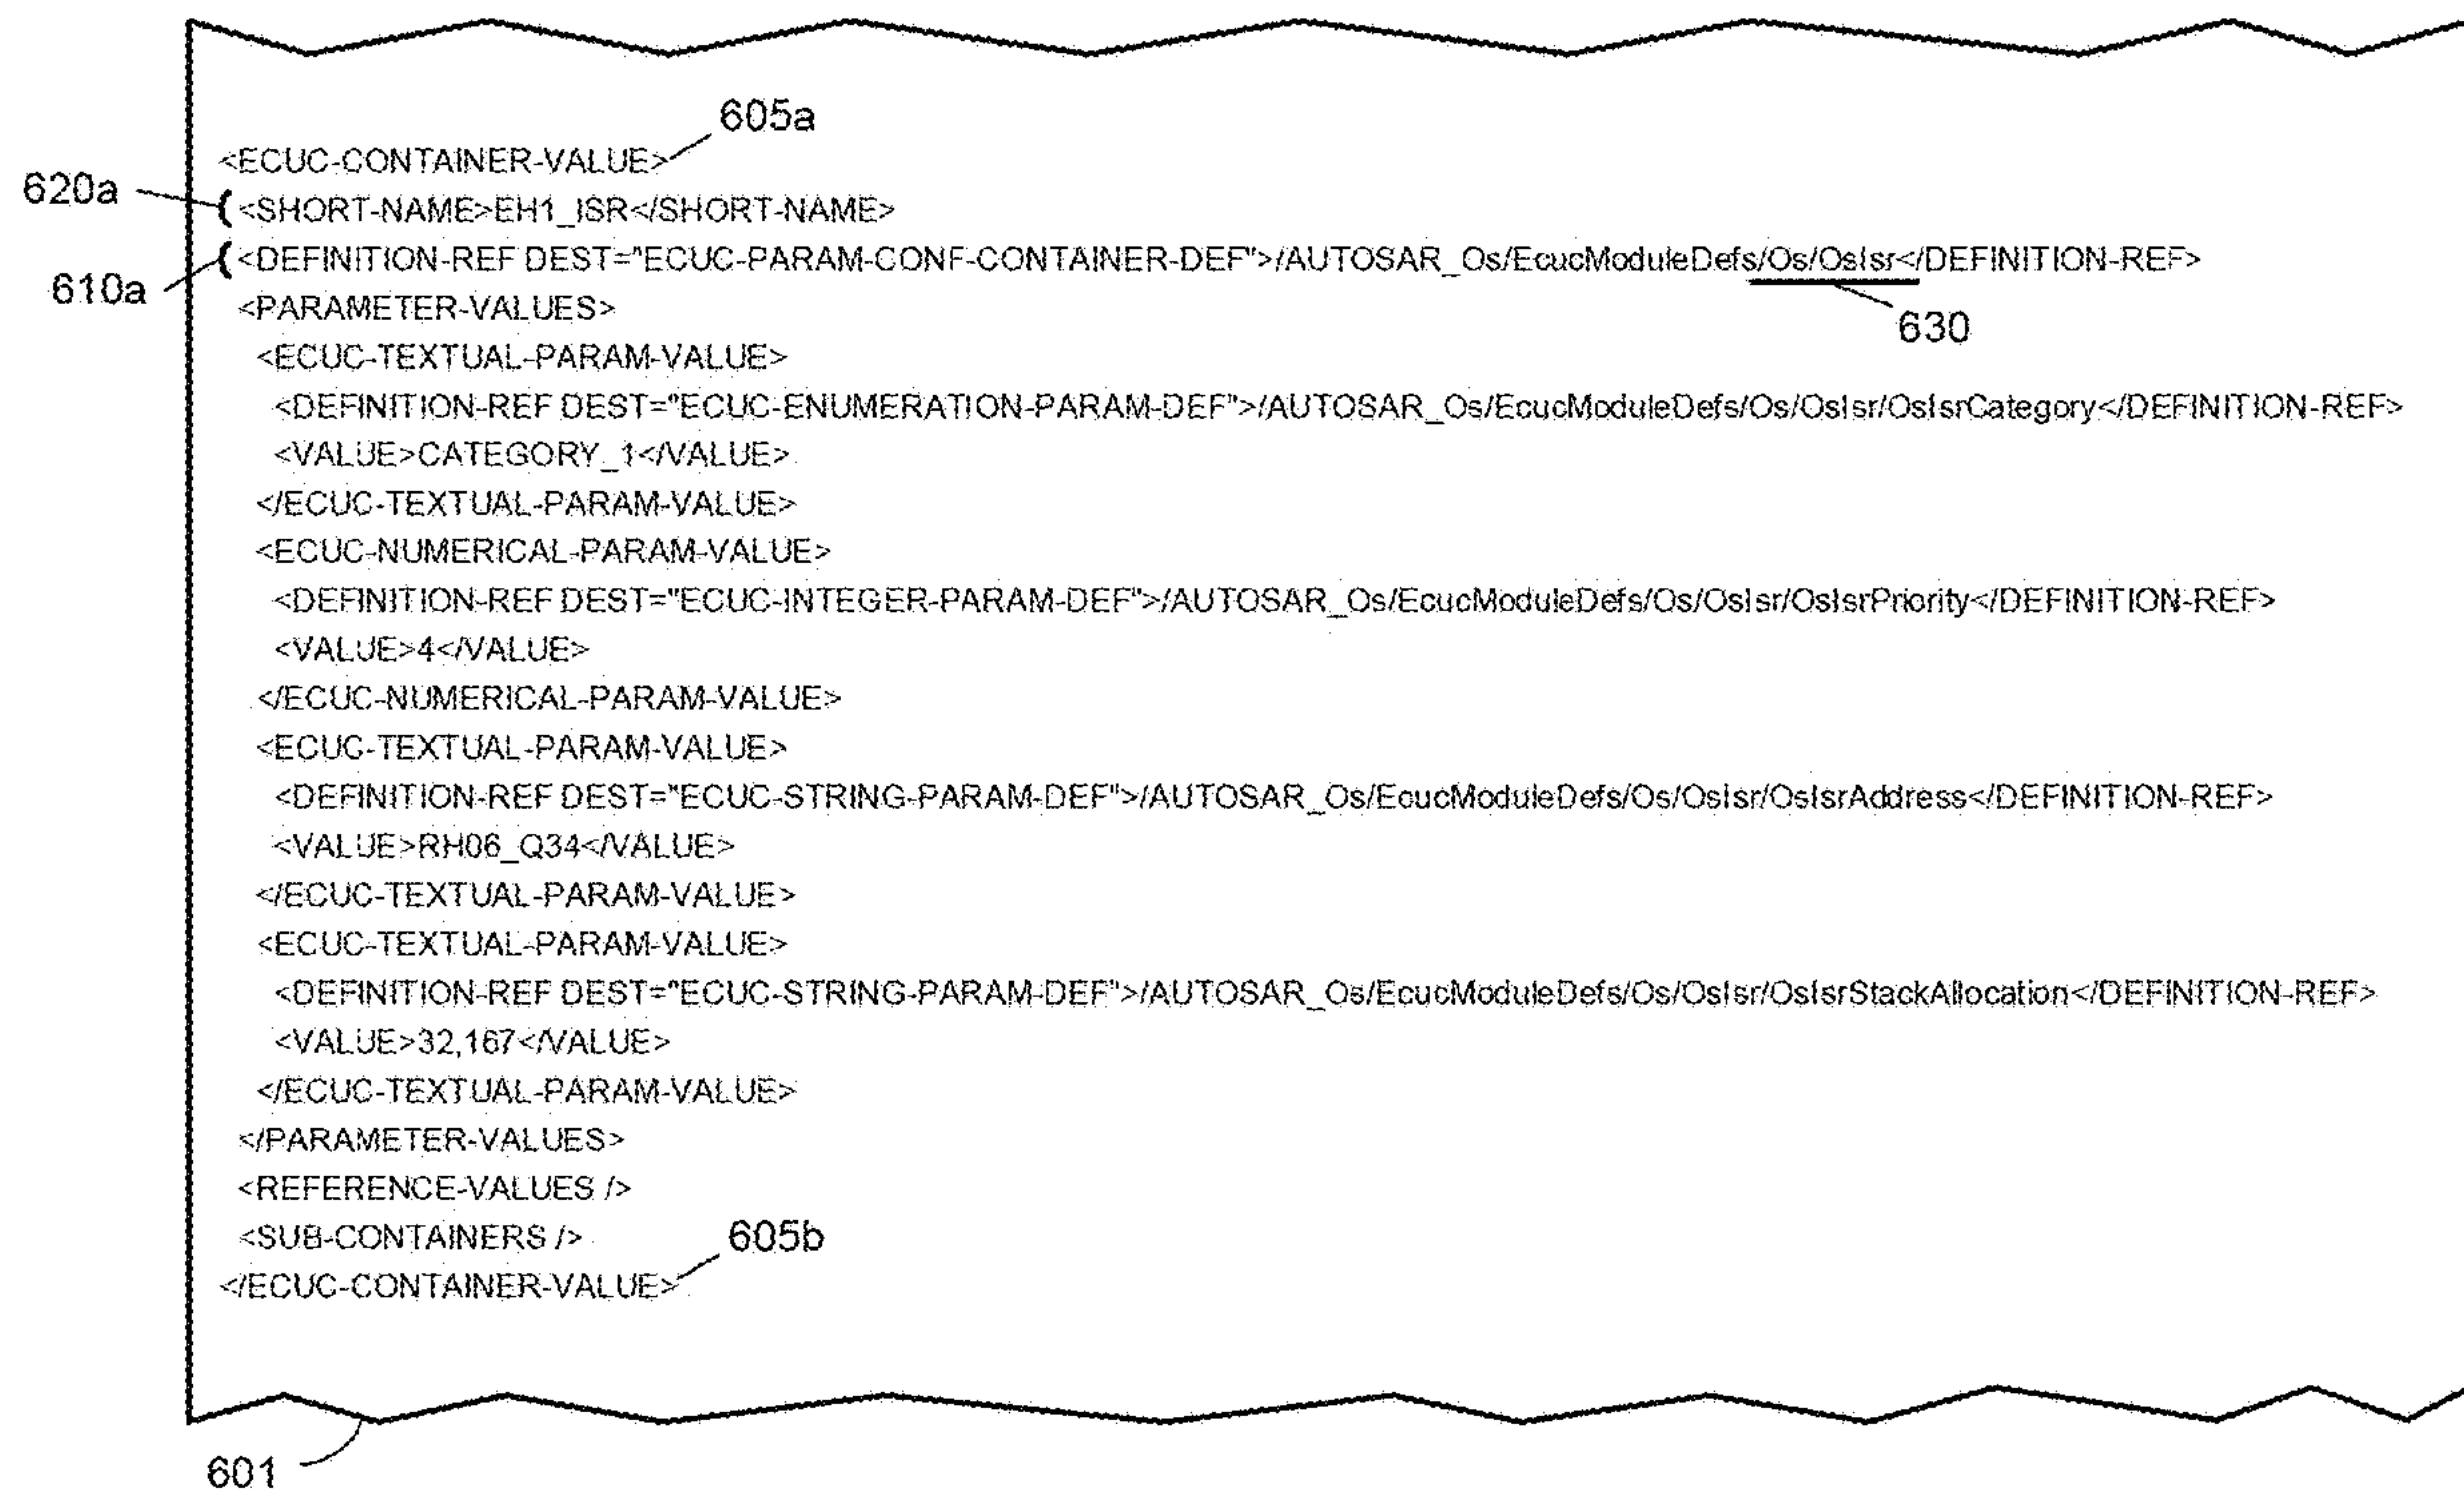 605a
<ECUC-CONTAINER-VALUE>
620a
<SHORT-NAME>EH1_ISR</SHORT-NAME>
610a
<DEFINITION-REF DEST="ECUC-PARAM-CONF-CONTAINER-DEF">/AUTOSAR_Os/EcucModuleDefs/Os/OsIsr</DEFINITION-REF>
630
<PARAMETER-VALUES>
<ECUC-TEXTUAL-PARAM-VALUE>
<DEFINITION-REF DEST="ECUC-ENUMERATION-PARAM-DEF">/AUTOSAR_Os/EcucModuleDefs/Os/OsIsr/OsIsrCategory</DEFINITION-REF>
<VALUE>CATEGORY_1</VALUE>
</ECUC-TEXTUAL-PARAM-VALUE>
<ECUC-NUMERICAL-PARAM-VALUE>
<DEFINITION-REF DEST="ECUC-INTEGER-PARAM-DEF">/AUTOSAR_Os/EcucModuleDefs/Os/OsIsr/OsIsrPriority</DEFINITION-REF>
<VALUE>4</VALUE>
</ECUC-NUMERICAL-PARAM-VALUE>
<ECUC-TEXTUAL-PARAM-VALUE>
<DEFINITION-REF DEST="ECUC-STRING-PARAM-DEF">/AUTOSAR_Os/EcucModuleDefs/Os/OsIsr/OsIsrAddress</DEFINITION-REF>
<VALUE>RH06_Q34</VALUE>
</ECUC-TEXTUAL-PARAM-VALUE>
<ECUC-TEXTUAL-PARAM-VALUE>
<DEFINITION-REF DEST="ECUC-STRING-PARAM-DEF">/AUTOSAR_Os/EcucModuleDefs/Os/OsIsr/OsIsrStackAllocation</DEFINITION-REF>
<VALUE>32,167</VALUE>
</ECUC-TEXTUAL-PARAM-VALUE>
</PARAMETER-VALUES>
<REFERENCE-VALUES />
<SUB-CONTAINERS />
605b
</ECUC-CONTAINER-VALUE>
601